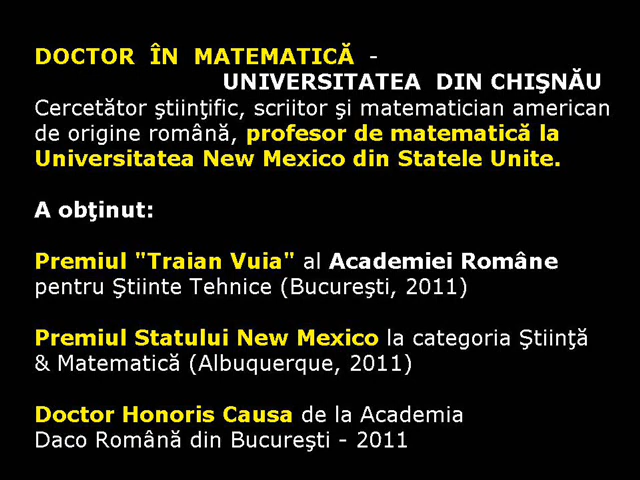 DOCTOR ÎN MATEMATICĂ -
UNIVERSITATEA DIN CHIŞNĂU
Cercetător ştiinţific, scriitor şi matematician american
de origine română, profesor de matematică la
Universitatea New Mexico din Statele Unite.
A obţinut:
Premiul "Traian Vuia" al Academiei Române
pentru Ştiinte Tehnice (Bucureşti, 2011)
Premiul Statului New Mexico la categoria Ştiinţă
& Matematică (Albuquerque, 2011)
Doctor Honoris Causa de la Academia
Daco Română din Bucureşti - 2011